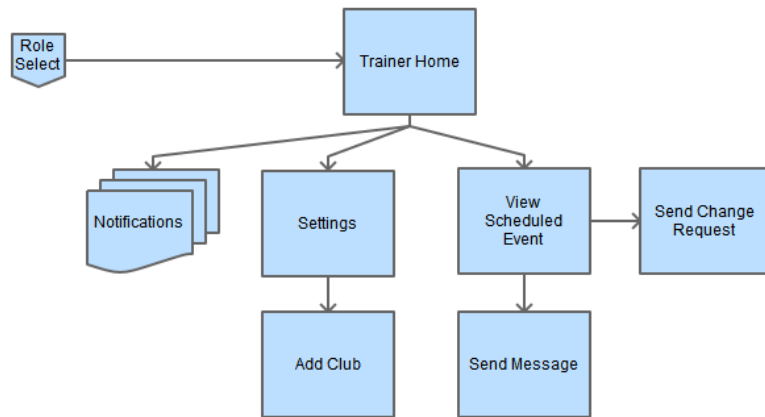 Role
Select
Trainer Home
Notifications
Settings
View
Scheduled
Event
Send Change
Request
Add Club
Send Message